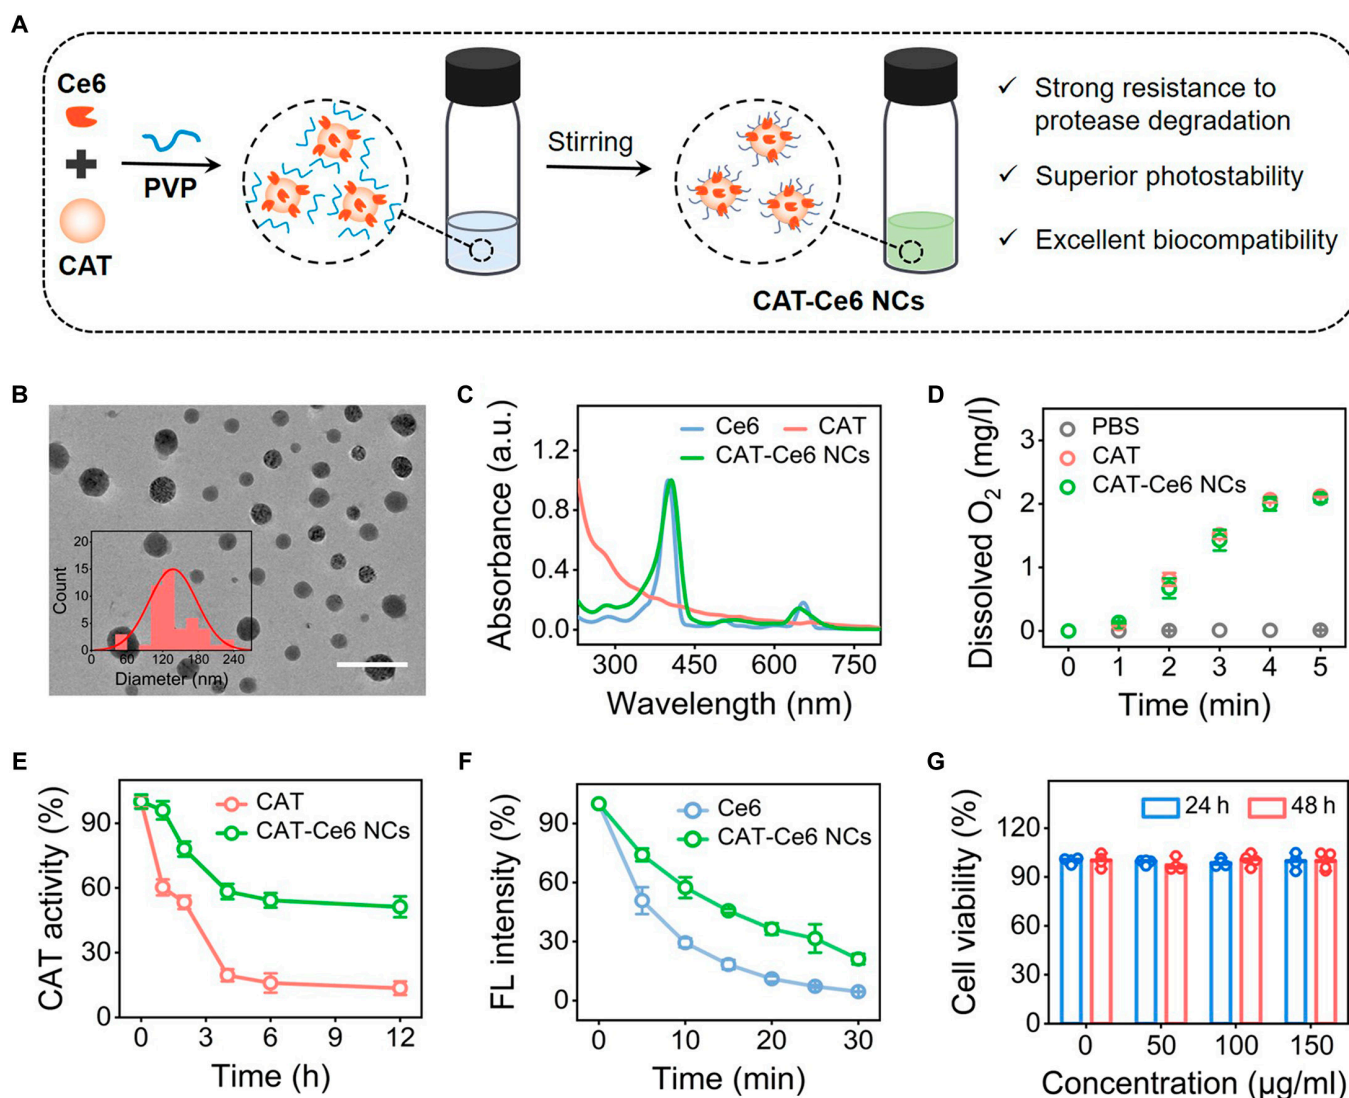 A
Ce6
CAT
PVP
Stirring
CAT-Ce6 NCs
✓ Strong resistance to
protease degradation
✓ Superior photostability
✓ Excellent biocompatibility
B
Count
20
15
10
5
0
0 60 120 180 240
Diameter (nm)
C
Absorbance (a.u.)
1.2
0.8
0.4
0.0
Ce6 CAT
CAT-Ce6 NCs
300 450 600 750
Wavelength (nm)
D
Dissolved O₂ (mg/l)
3
2
1
0
PBS
CAT
CAT-Ce6 NCs
0 1 2 3 4 5
Time (min)
E
CAT activity (%)
90
60
30
0
CAT
CAT-Ce6 NCs
0 3 6 9 12
Time (h)
F
FL intensity (%)
90
60
30
0
Ce6
CAT-Ce6 NCs
0 10 20 30
Time (min)
G
Cell viability (%)
120
90
60
30
0
24 h 48 h
0 50 100 150
Concentration (μg/ml)